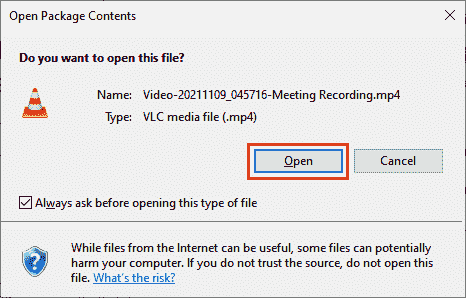 Open Package Contents
Do you want to open this file?
Name: Video-20211109_045716-Meeting Recording.mp4
Type: VLC media file (.mp4)
Open Cancel
Always ask before opening this type of file
While files from the Internet can be useful, some files can potentially
harm your computer. If you do not trust the source, do not open this
file. What's the risk?